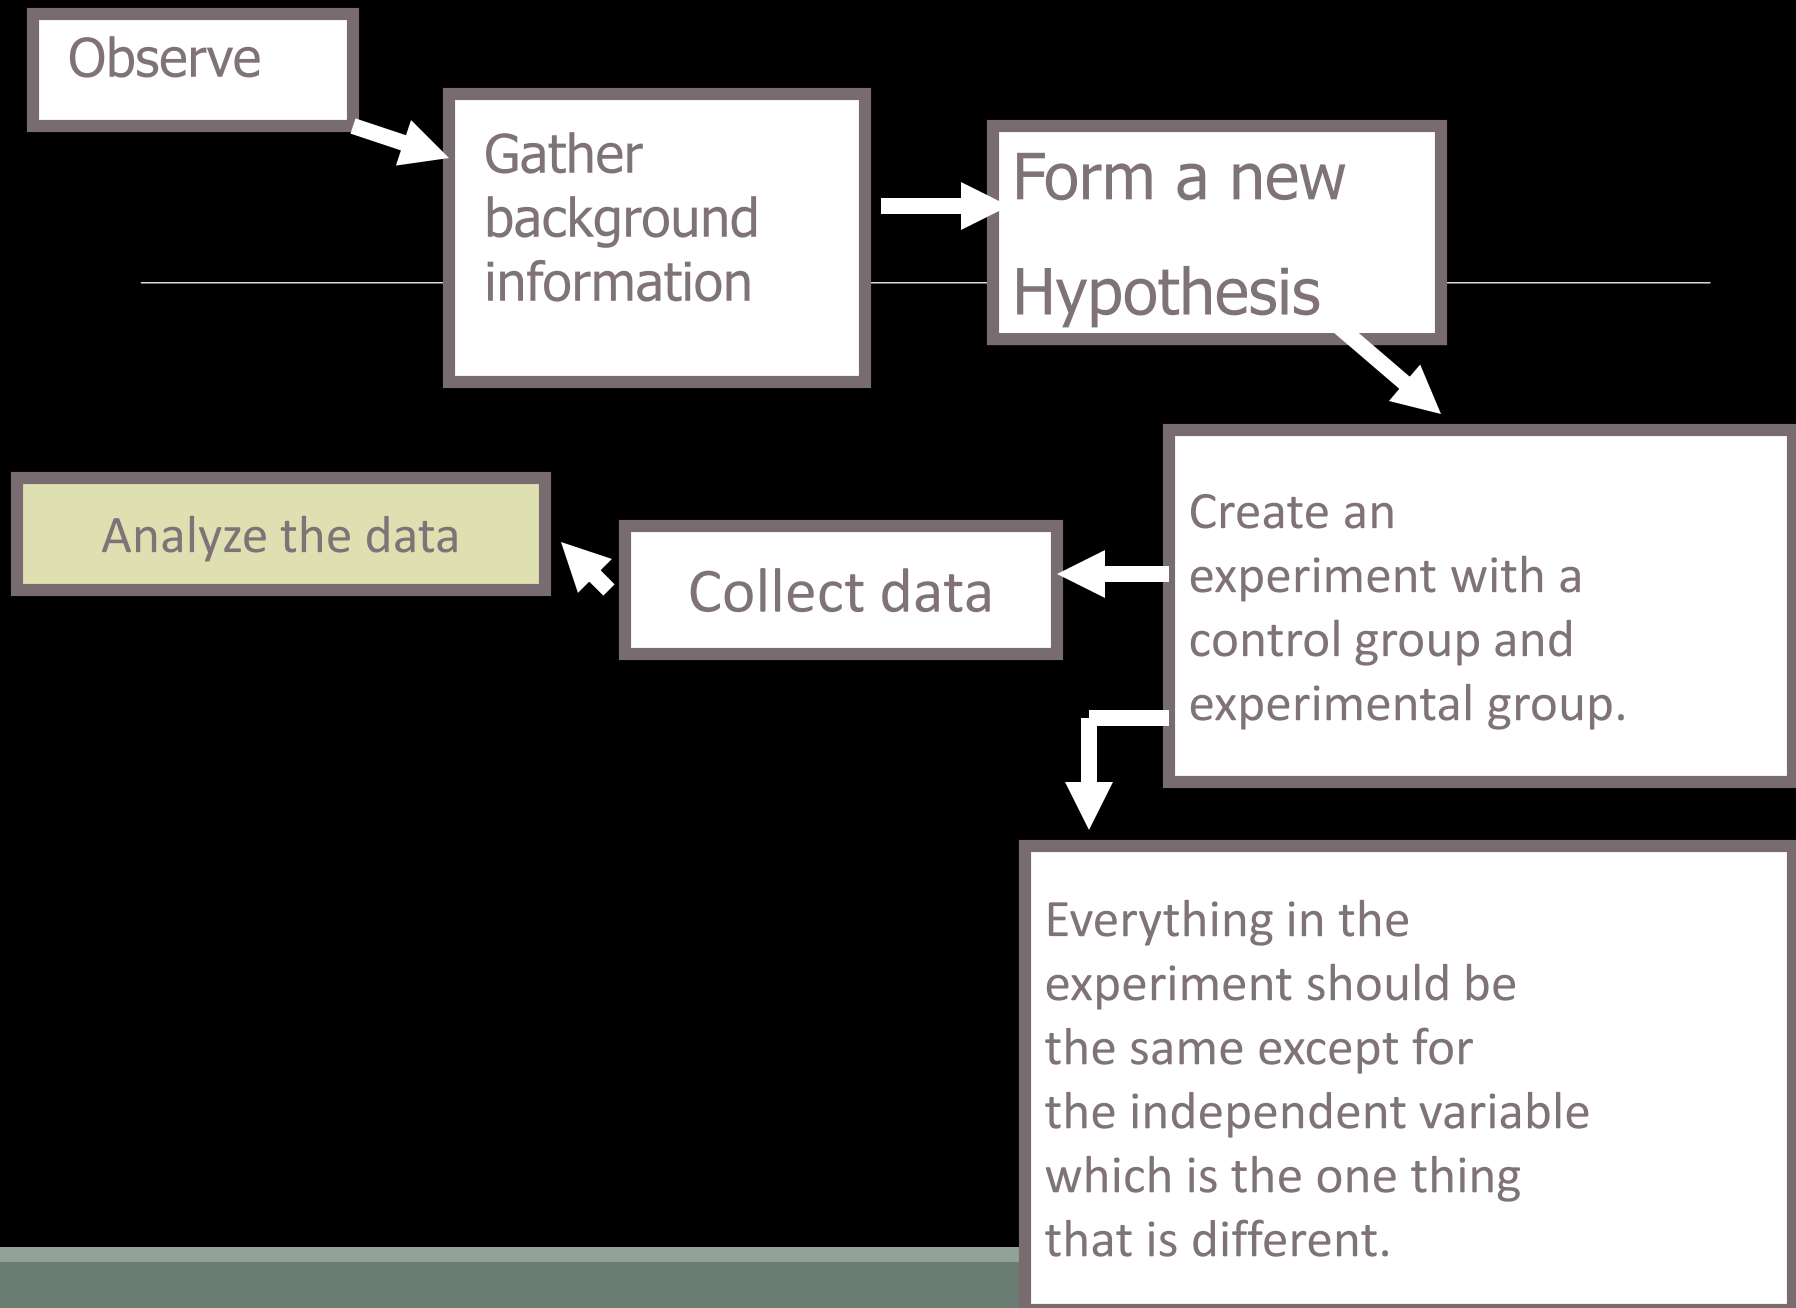 Observe
Gather
background
information
Form a new
Hypothesis
Create an
experiment with a
control group and
experimental group.
Collect data
Analyze the data
Everything in the
experiment should be
the same except for
the independent variable
which is the one thing
that is different.